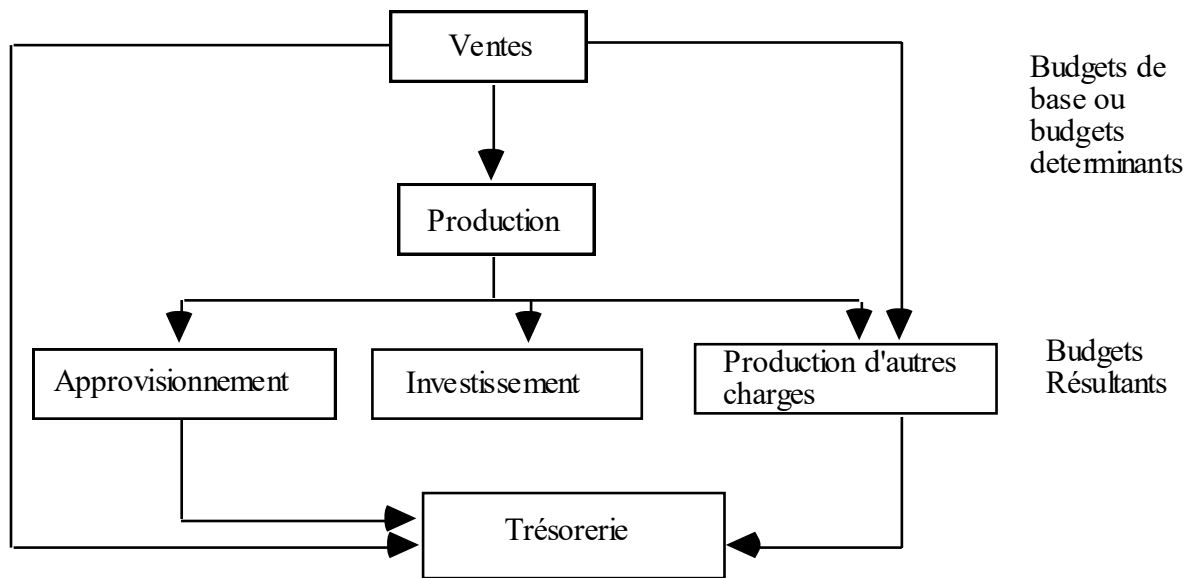 Ventes
Budgets de
base ou
budgets
determinants
Production
Approvisionnement
Investissement
Production d'autres
charges
Budgets
Résultants
Trésorerie